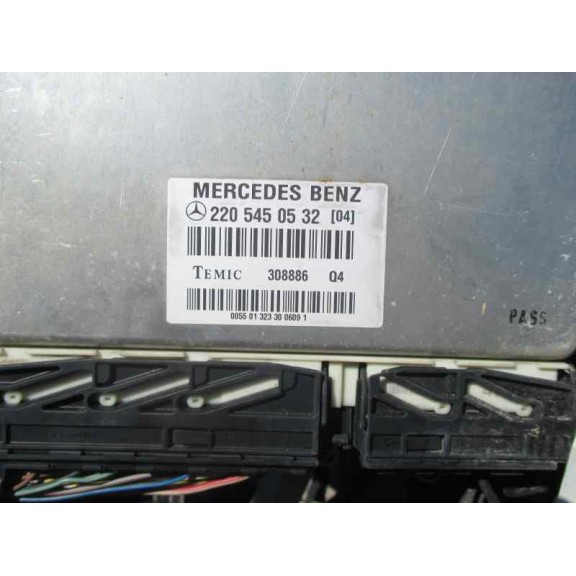 MERCEDES BENZ
220 545 05 32 [04]
TEMIC 308886 Q4
0055 01 323 30 0609 1
PASS